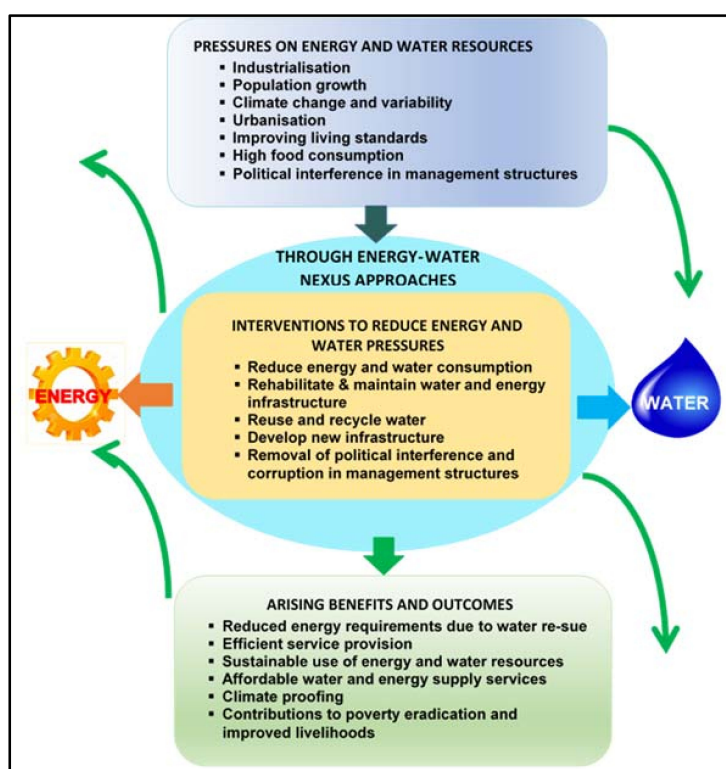 PRESSURES ON ENERGY AND WATER RESOURCES
▪ Industrialisation
▪ Population growth
▪ Climate change and variability
▪ Urbanisation
▪ Improving living standards
▪ High food consumption
▪ Political interference in management structures
THROUGH ENERGY-WATER
NEXUS APPROACHES
INTERVENTIONS TO REDUCE ENERGY AND
WATER PRESSURES
▪ Reduce energy and water consumption
▪ Rehabilitate & maintain water and energy
infrastructure
▪ Reuse and recycle water
▪ Develop new infrastructure
▪ Removal of political interference and
corruption in management structures
ENERGY
WATER
ARISING BENEFITS AND OUTCOMES
▪ Reduced energy requirements due to water re-sue
▪ Efficient service provision
▪ Sustainable use of energy and water resources
▪ Affordable water and energy supply services
▪ Climate proofing
▪ Contributions to poverty eradication and
improved livelihoods